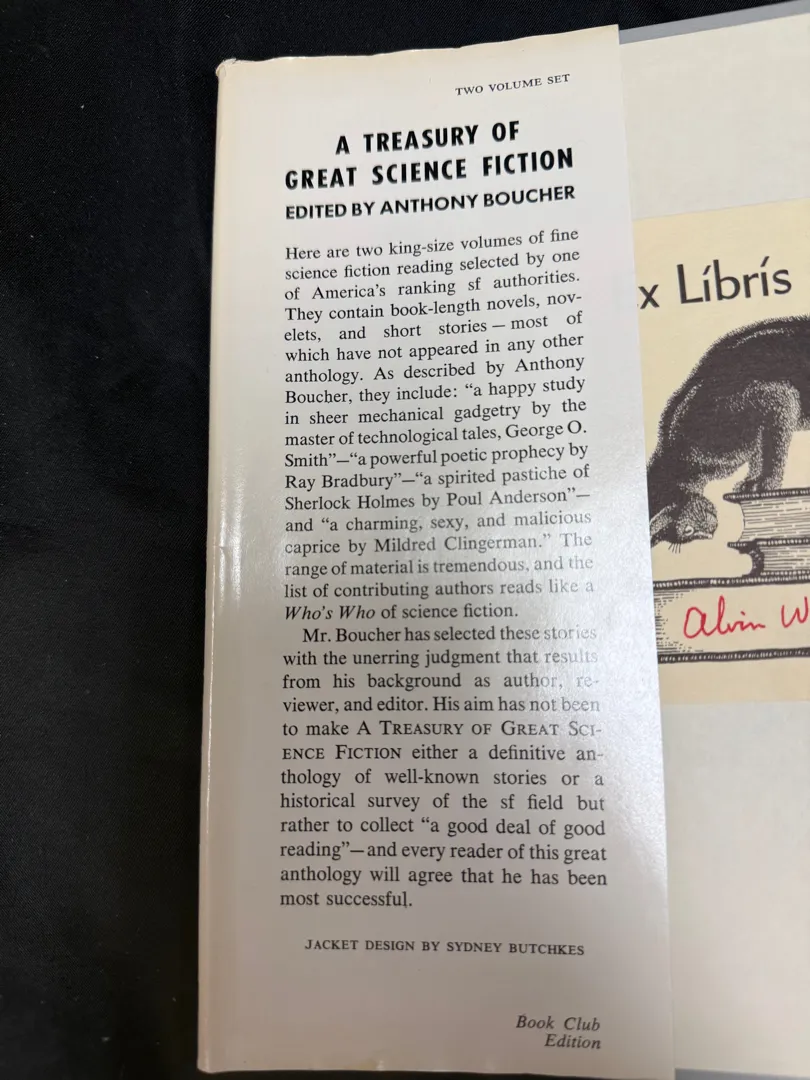 TWO VOLUME SET
A TREASURY OF
GREAT SCIENCE FICTION
EDITED BY ANTHONY BOUCHER
Here are two king-size volumes of fine
science fiction reading selected by one
of America's ranking sf authorities.
They contain book-length novels, nov-
elets, and short stories — most of
which have not appeared in any other
anthology. As described by Anthony
Boucher, they include: “a happy study
in sheer mechanical gadgetry by the
master of technological tales, George O.
Smith”—“a powerful poetic prophecy by
Ray Bradbury”—“a spirited pastiche of
Sherlock Holmes by Poul Anderson”—
and “a charming, sexy, and malicious
caprice by Mildred Clingerman.” The
range of material is tremendous, and the
list of contributing authors reads like a
Who's Who of science fiction.
Mr. Boucher has selected these stories
with the unerring judgment that results
from his background as author, re-
viewer, and editor. His aim has not been
to make A TREASURY OF GREAT SCI-
ENCE FICTION either a definitive an-
thology of well-known stories or a
historical survey of the sf field but
rather to collect “a good deal of good
reading”—and every reader of this great
anthology will agree that he has been
most successful.
JACKET DESIGN BY SYDNEY BUTCHKES
Book Club
Edition
x Líbrís
Alvin W